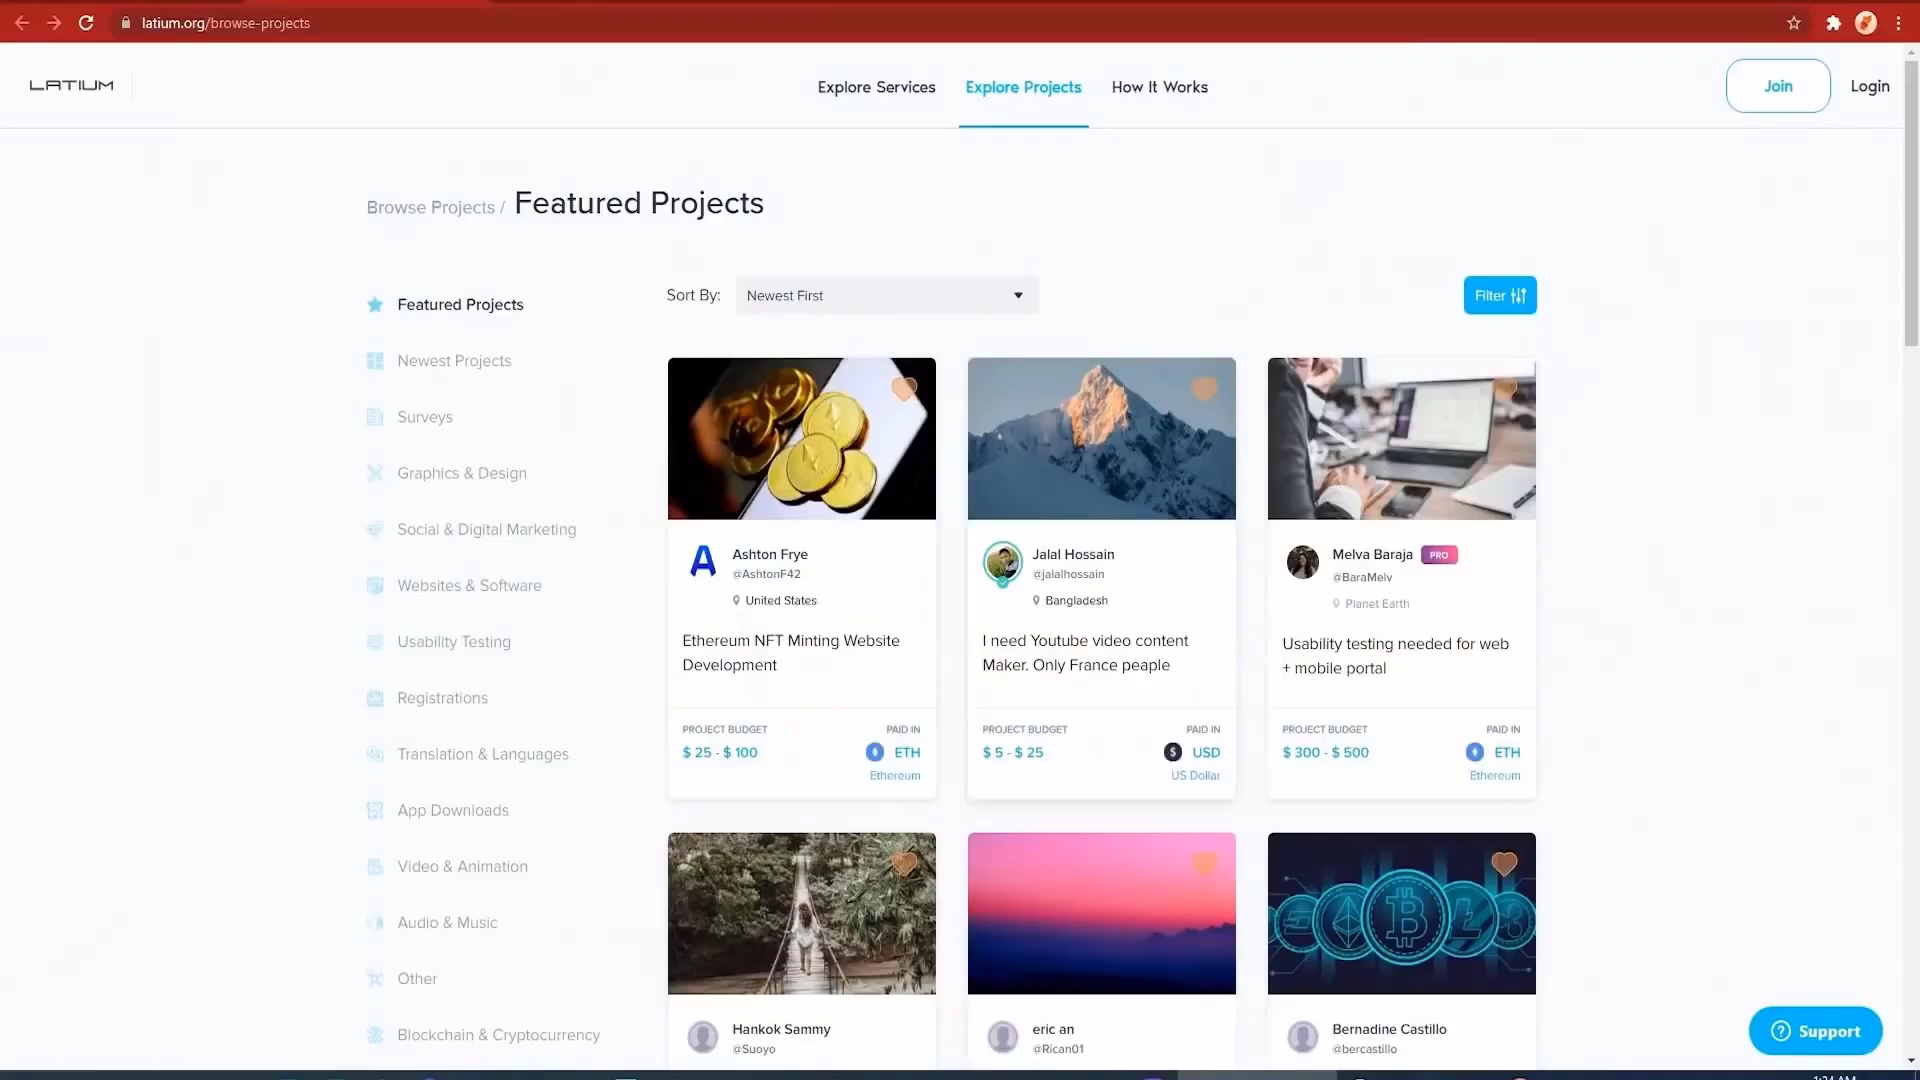 latium.org/browse-projects
LATIUM
Explore Services
Explore Projects
How It Works
Join
Login
Browse Projects / Featured Projects
Featured Projects
Newest Projects
Surveys
Graphics & Design
Social & Digital Marketing
Websites & Software
Usability Testing
Registrations
Translation & Languages
App Downloads
Video & Animation
Audio & Music
Other
Blockchain & Cryptocurrency
Sort By:
Newest First
Filter
Ashton Frye
@AshtonF42
United States
Ethereum NFT Minting Website
Development
PROJECT BUDGET
PAID IN
$ 25 - $ 100
ETH
Ethereum
Jalal Hossain
@jalalhossain
Bangladesh
I need Youtube video content
Maker. Only France peaple
PROJECT BUDGET
PAID IN
$ 5 - $ 25
USD
US Dollar
Melva Baraja PRO
@BaraMelv
Planet Earth
Usability testing needed for web
+ mobile portal
PROJECT BUDGET
PAID IN
$ 300 - $ 500
ETH
Ethereum
Hankok Sammy
@Suoyo
eric an
@Rican01
Bernadine Castillo
@bercastillo
Support